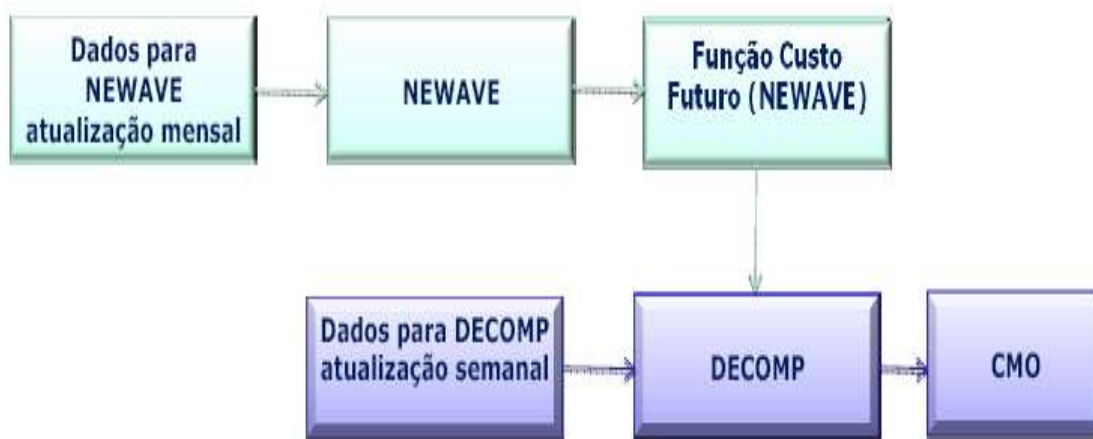 Dados para
NEWAVE
atualização mensal
NEWAVE
Função Custo
Futuro (NEWAVE)
Dados para DECOMP
atualização semanal
DECOMP
CMO